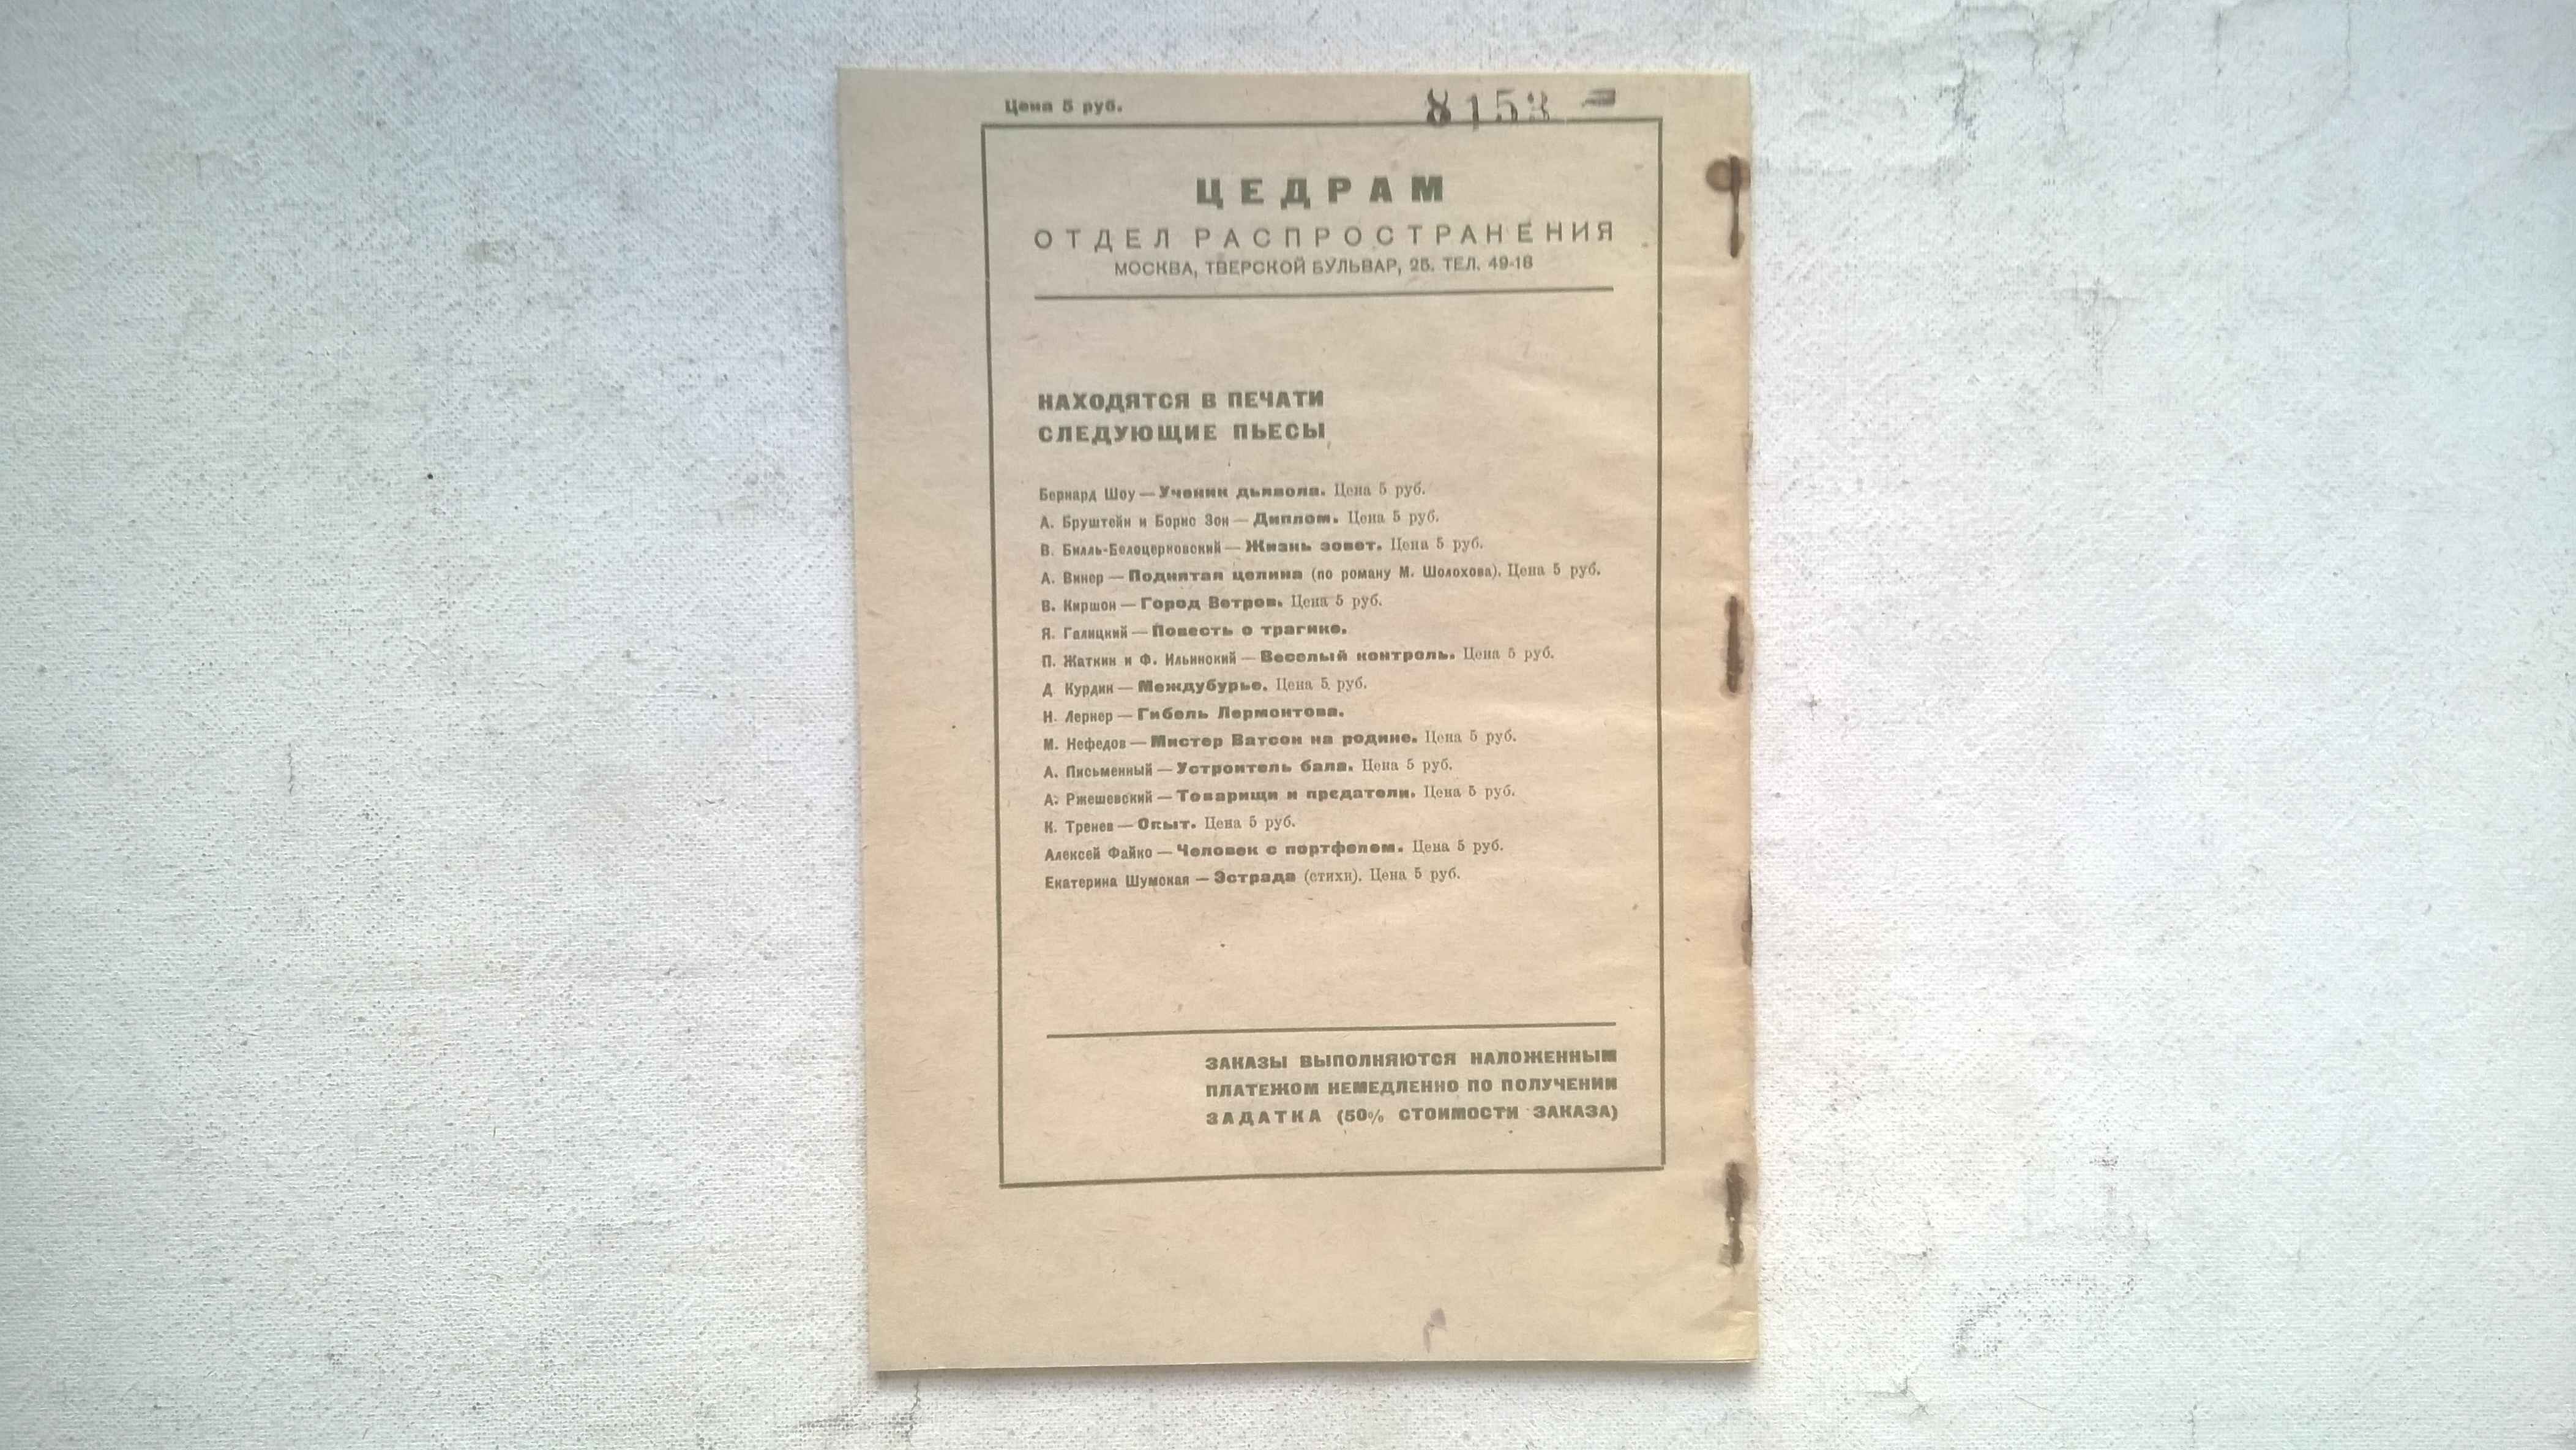 Цена 5 руб.
8153
ЦЕДРАМ
ОТДЕЛ РАСПРОСТРАНЕНИЯ
МОСКВА, ТВЕРСКОЙ БУЛЬВАР, 25. ТЕЛ. 49-18
НАХОДЯТСЯ В ПЕЧАТИ
СЛЕДУЮЩИЕ ПЬЕСЫ
Бернард Шоу — Ученик дьявола. Цена 5 руб.
А. Бруштейн и Борис Зон — Диплом. Цена 5 руб.
В. Билль-Белоцерковский — Жизнь зовет. Цена 5 руб.
А. Винер — Поднятая целина (по роману М. Шолохова). Цена 5 руб.
В. Киршон — Город Ветров. Цена 5 руб.
Я. Галицкий — Повесть о трагике.
П. Жаткин и Ф. Ильинский — Веселый контроль. Цена 5 руб.
Д Курдин — Междубурье. Цена 5 руб.
Н. Лернер — Гибель Лермонтова.
М. Нефедов — Мистер Ватсон на родине. Цена 5 руб.
А. Письменный — Устроитель бала. Цена 5 руб.
А. Ржешевский — Товарищи и предатели. Цена 5 руб.
К. Тренев — Опыт. Цена 5 руб.
Алексей Файко — Человек с портфелем. Цена 5 руб.
Екатерина Шумская — Эстрада (стихи). Цена 5 руб.
ЗАКАЗЫ ВЫПОЛНЯЮТСЯ НАЛОЖЕННЫМ
ПЛАТЕЖОМ НЕМЕДЛЕННО ПО ПОЛУЧЕНИИ
ЗАДАТКА (50% СТОИМОСТИ ЗАКАЗА)